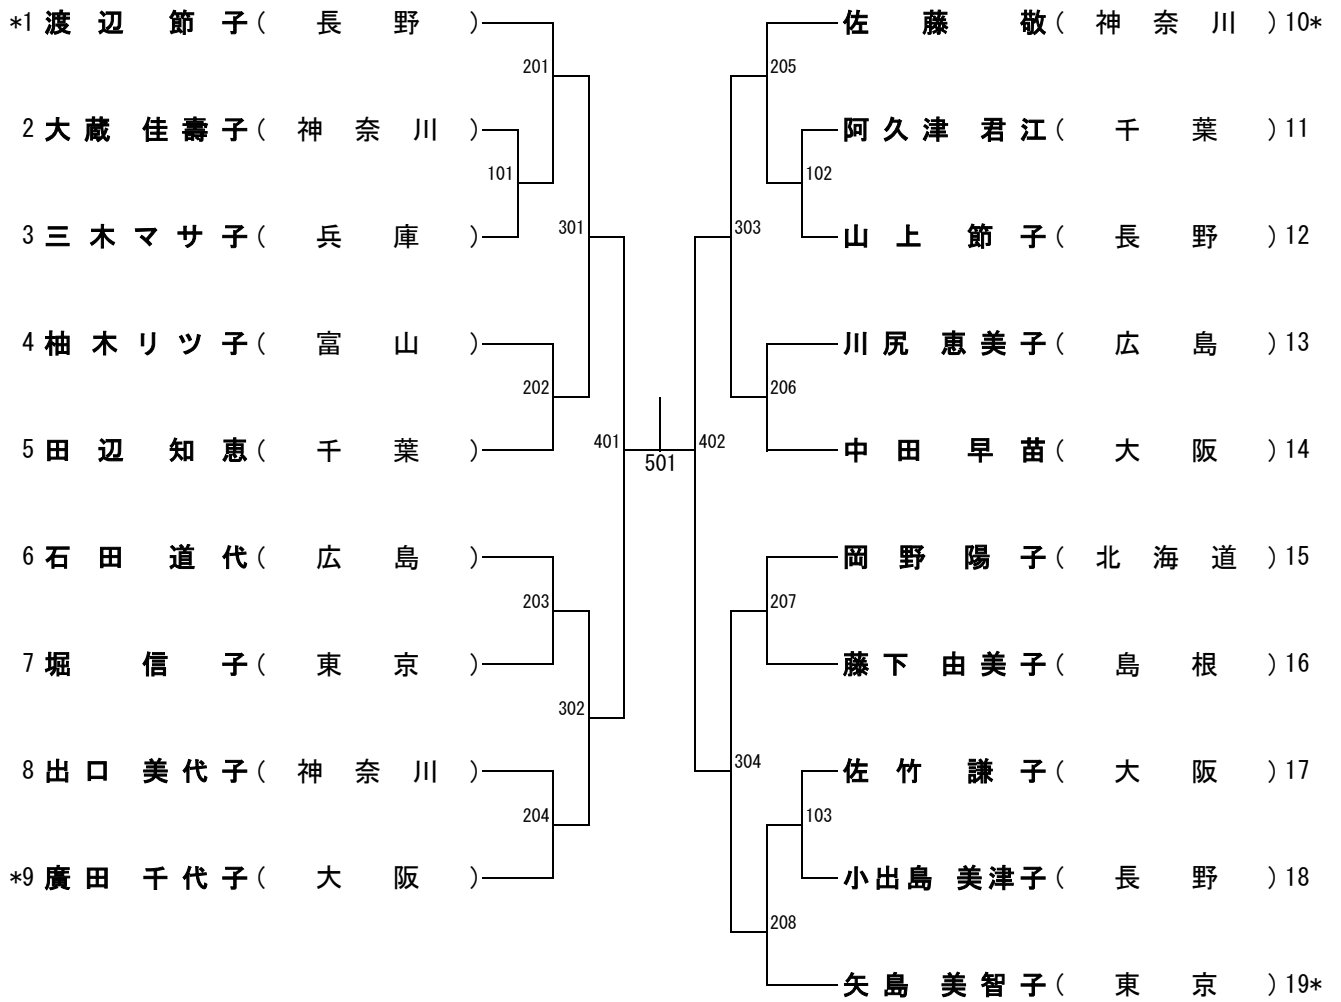 *1 渡辺 節子 (長野)
201
2 大蔵 佳壽子 (神奈川)
101
3 三木マサ子 (兵庫)
301
4 柚木リツ子 (富山)
202
5 田辺 知恵 (千葉)
401
6 石田 道代 (広島)
203
7 堀 信子 (東京)
302
8 出口 美代子 (神奈川)
204
*9 廣田 千代子 (大阪)
501
佐藤 敬 (神奈川) 10*
205
阿久津 君江 (千葉) 11
102
山上 節子 (長野) 12
303
川尻 恵美子 (広島) 13
206
中田 早苗 (大阪) 14
402
岡野 陽子 (北海道) 15
207
藤下 由美子 (島根) 16
304
佐竹 謙子 (大阪) 17
103
小出島 美津子 (長野) 18
208
矢島 美智子 (東京) 19*